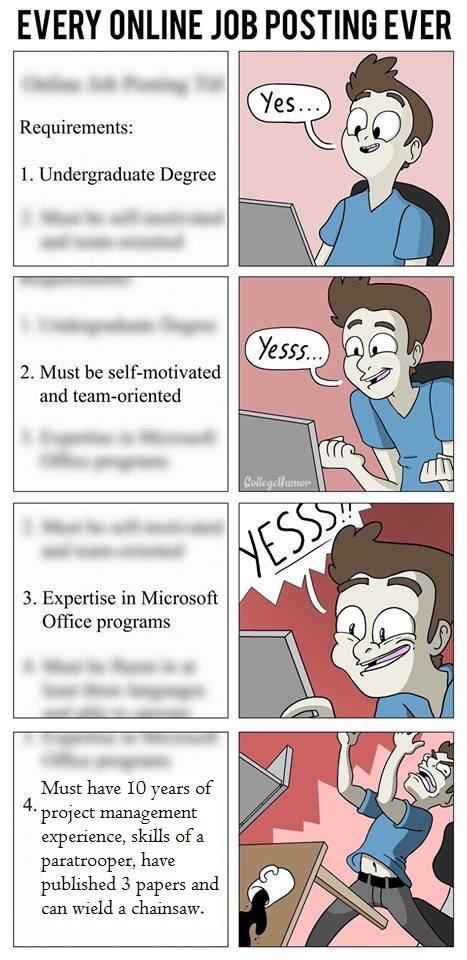 EVERY ONLINE JOB POSTING EVER
Requirements:
1. Undergraduate Degree
Yes...
2. Must be self-motivated
and team-oriented
Yesss...
CollegeHumor
3. Expertise in Microsoft
Office programs
YESSS!!
4. Must have 10 years of
project management
experience, skills of a
paratrooper, have
published 3 papers and
can wield a chainsaw.